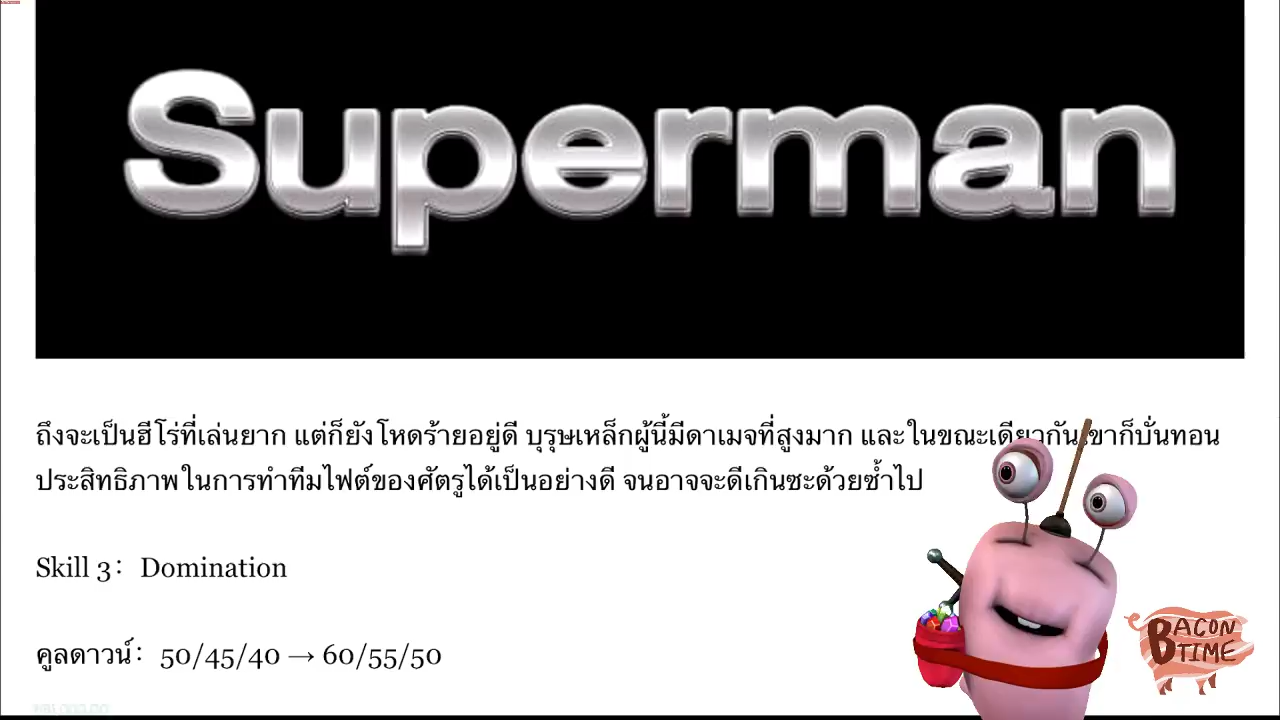 Superman
ถึงจะเป็นฮีโร่ที่เล่นยาก แต่ก็ยังโหดร้ายอยู่ดี บุรุษเหล็กผู้นี้มีดาเมจที่สูงมาก และในขณะเดียวกันเขาก็บั่นทอน
ประสิทธิภาพในการทำทีมไฟต์ของศัตรูได้เป็นอย่างดี จนอาจจะดีเกินซะด้วยซ้ำไป
Skill 3: Domination
คูลดาวน์: 50/45/40 → 60/55/50
BACON
TIME